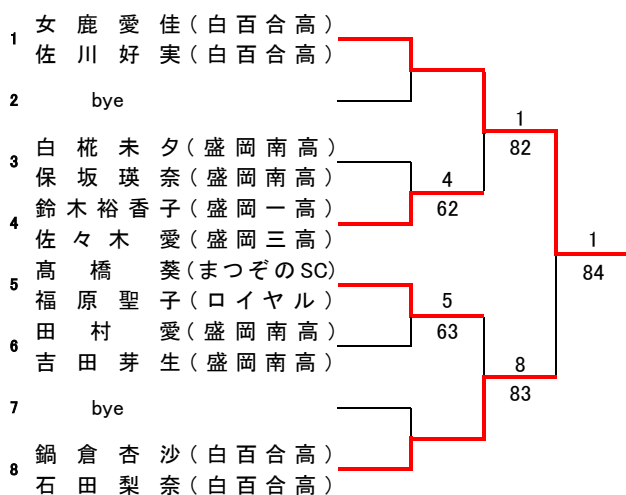 1 女鹿愛佳(白百合高)
佐川好実(白百合高)
2 bye
3 白椛未夕(盛岡南高)
保坂瑛奈(盛岡南高)
4 鈴木裕香子(盛岡一高)
佐々木愛(盛岡三高)
5 髙橋葵(まつぞのSC)
福原聖子(ロイヤル)
6 田村愛(盛岡南高)
吉田芽生(盛岡南高)
7 bye
8 鍋倉杏沙(白百合高)
石田梨奈(白百合高)
4
62
5
63
1
82
8
83
1
84